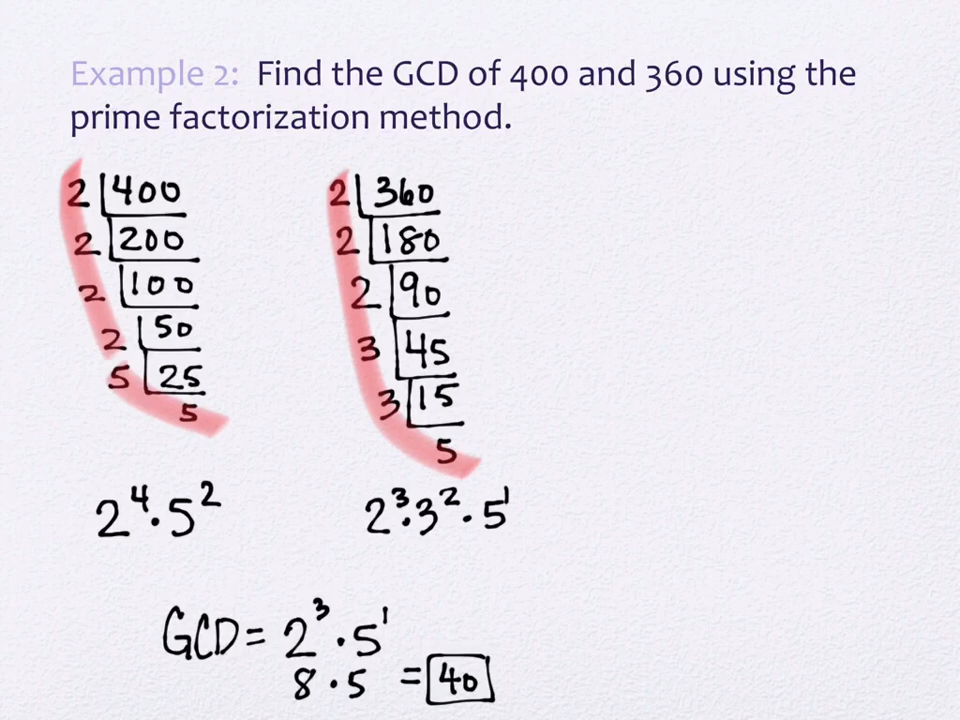 Example 2: Find the GCD of 400 and 360 using the
prime factorization method.
2 400 2 360
2 200 2 180
2 100 2 90
2 50 3 45
5 25 3 15
5 5
2⁴·5² 2³·3²·5¹
GCD = 2³·5¹
8·5 = 40